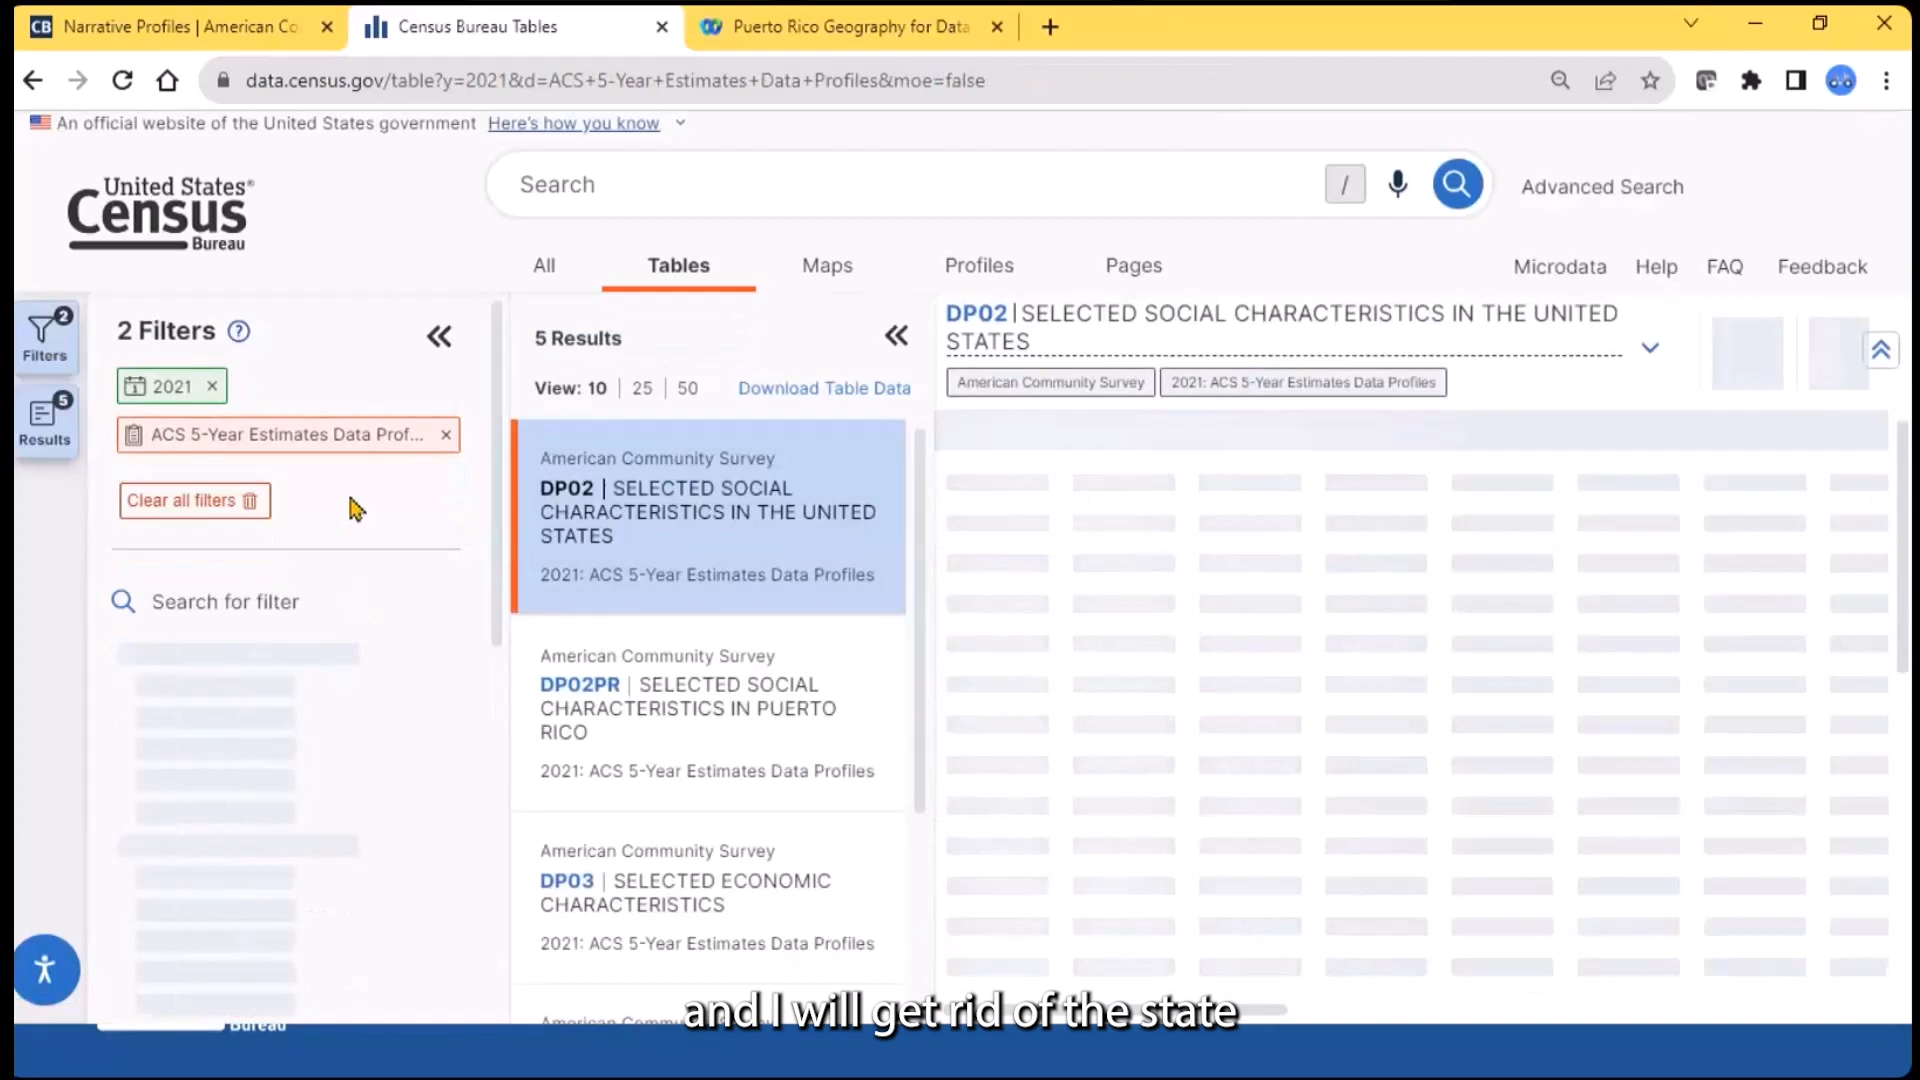 CB Narrative Profiles | American Co
Census Bureau Tables
Puerto Rico Geography for Data
data.census.gov/table?y=2021&d=ACS+5-Year+Estimates+Data+Profiles&moe=false
An official website of the United States government Here's how you know
United States®
Census
Bureau
Search
/
Advanced Search
All
Tables
Maps
Profiles
Pages
Microdata
Help
FAQ
Feedback
2
Filters
5
Results
2 Filters ?
2021
ACS 5-Year Estimates Data Prof...
Clear all filters
Search for filter
5 Results
View: 10 | 25 | 50
Download Table Data
American Community Survey
DP02 | SELECTED SOCIAL
CHARACTERISTICS IN THE UNITED
STATES
2021: ACS 5-Year Estimates Data Profiles
American Community Survey
DP02PR | SELECTED SOCIAL
CHARACTERISTICS IN PUERTO
RICO
2021: ACS 5-Year Estimates Data Profiles
American Community Survey
DP03 | SELECTED ECONOMIC
CHARACTERISTICS
2021: ACS 5-Year Estimates Data Profiles
DP02 | SELECTED SOCIAL CHARACTERISTICS IN THE UNITED
STATES
American Community Survey
2021: ACS 5-Year Estimates Data Profiles
Bureau
and I will get rid of the state